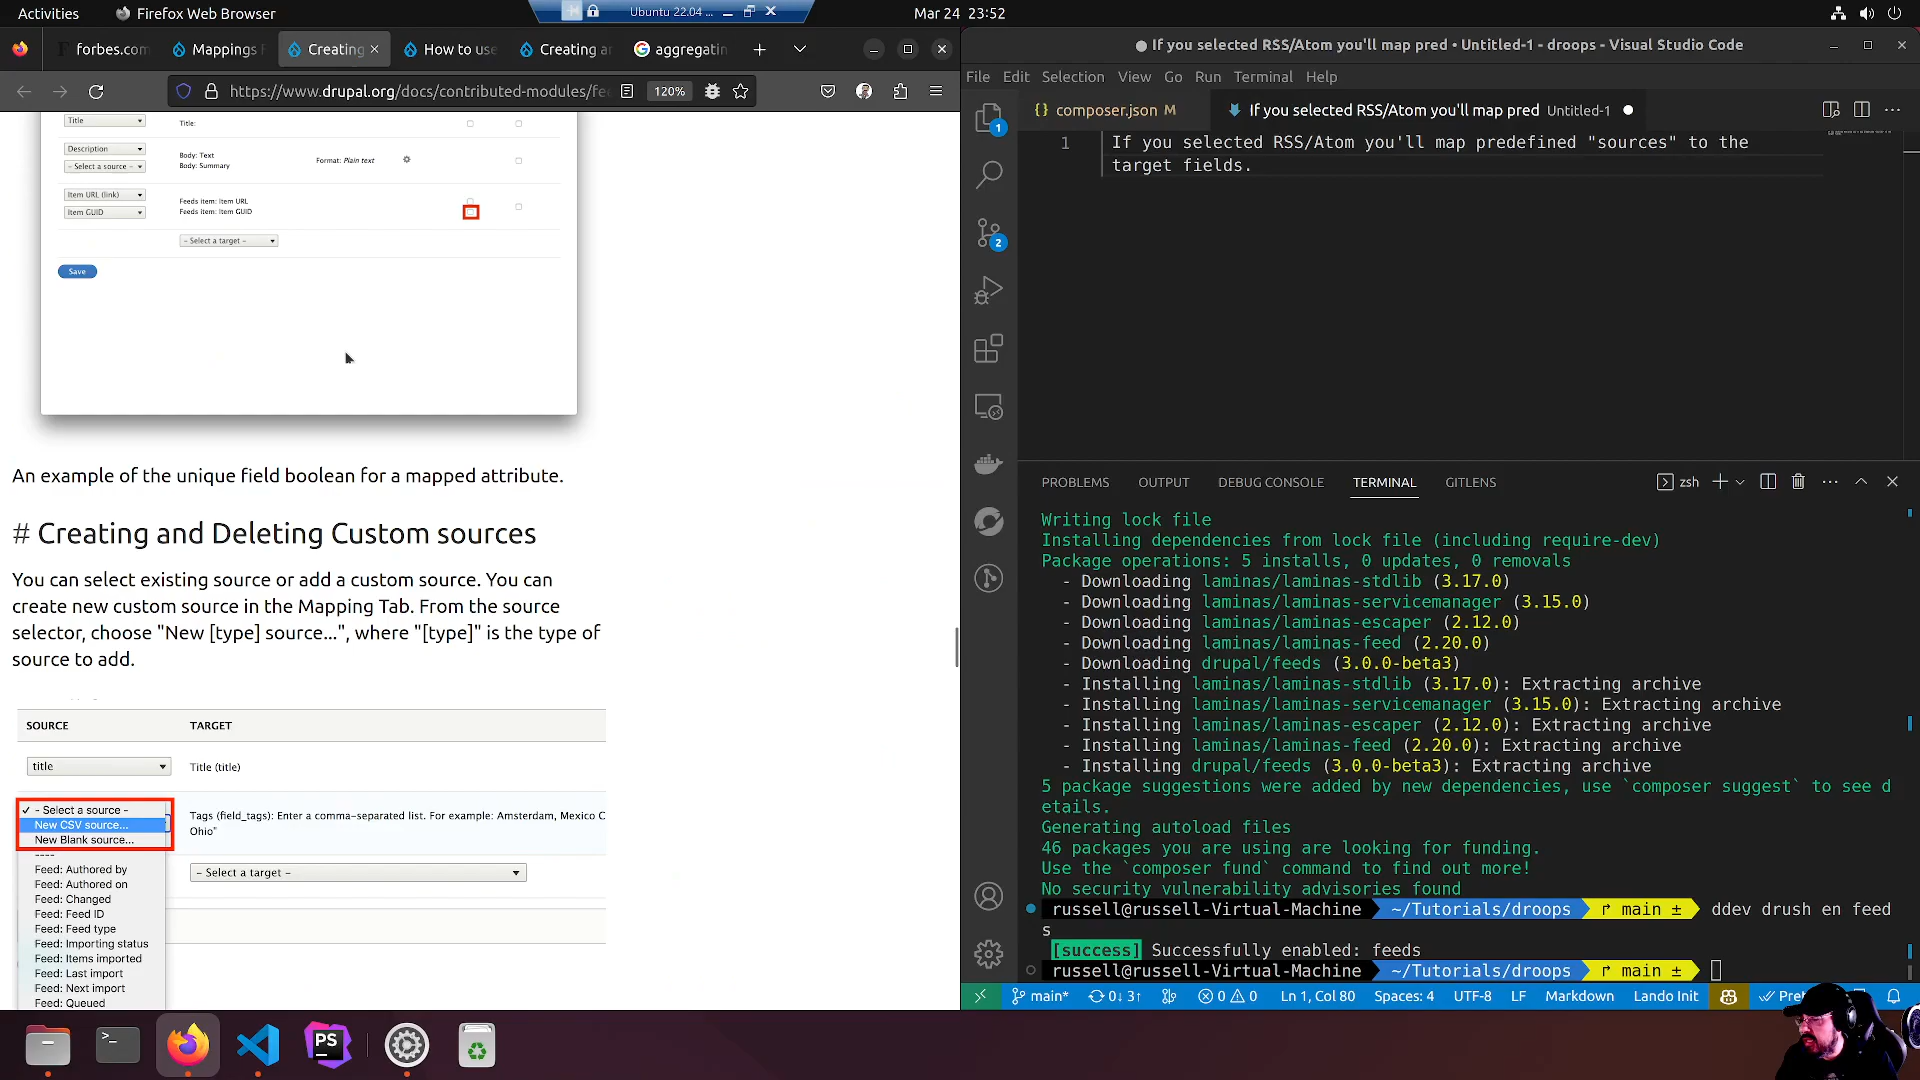 Activities
Firefox Web Browser
Ubuntu 22.04 ...
Mar 24 23:52
forbes.com
Mappings
Creating
How to use
Creating an
aggregatin
https://www.drupal.org/docs/contributed-modules/fee
120%
Title
Title:
Description
- Select a source -
Body: Text
Body: Summary
Format: Plain text
Item URL (link)
Item GUID
Feeds item: Item URL
Feeds item: Item GUID
- Select a target -
Save
An example of the unique field boolean for a mapped attribute.
# Creating and Deleting Custom sources
You can select existing source or add a custom source. You can
create new custom source in the Mapping Tab. From the source
selector, choose "New [type] source...", where "[type]" is the type of
source to add.
SOURCE
TARGET
title
Title (title)
- Select a source -
New CSV source...
New Blank source...
----
Feed: Authored by
Feed: Authored on
Feed: Changed
Feed: Feed ID
Feed: Feed type
Feed: Importing status
Feed: Items imported
Feed: Last import
Feed: Next import
Feed: Queued
Tags (field_tags): Enter a comma-separated list. For example: Amsterdam, Mexico C
Ohio"
- Select a target -
If you selected RSS/Atom you'll map pred • Untitled-1 - droops - Visual Studio Code
File Edit Selection View Go Run Terminal Help
{} composer.json M
If you selected RSS/Atom you'll map pred Untitled-1
1
2
1 If you selected RSS/Atom you'll map predefined "sources" to the
target fields.
PROBLEMS OUTPUT DEBUG CONSOLE TERMINAL GITLENS
zsh
Writing lock file
Installing dependencies from lock file (including require-dev)
Package operations: 5 installs, 0 updates, 0 removals
- Downloading laminas/laminas-stdlib (3.17.0)
- Downloading laminas/laminas-servicemanager (3.15.0)
- Downloading laminas/laminas-escaper (2.12.0)
- Downloading laminas/laminas-feed (2.20.0)
- Downloading drupal/feeds (3.0.0-beta3)
- Installing laminas/laminas-stdlib (3.17.0): Extracting archive
- Installing laminas/laminas-servicemanager (3.15.0): Extracting archive
- Installing laminas/laminas-escaper (2.12.0): Extracting archive
- Installing laminas/laminas-feed (2.20.0): Extracting archive
- Installing drupal/feeds (3.0.0-beta3): Extracting archive
5 package suggestions were added by new dependencies, use `composer suggest` to see d
etails.
Generating autoload files
46 packages you are using are looking for funding.
Use the `composer fund` command to find out more!
No security vulnerability advisories found
russell@russell-Virtual-Machine ~/Tutorials/droops main ± ddev drush en feed
s
[success] Successfully enabled: feeds
russell@russell-Virtual-Machine ~/Tutorials/droops main ±
main* 0↓ 3↑ 0 0 Ln 1, Col 80 Spaces: 4 UTF-8 LF Markdown Lando Init Pret
PS